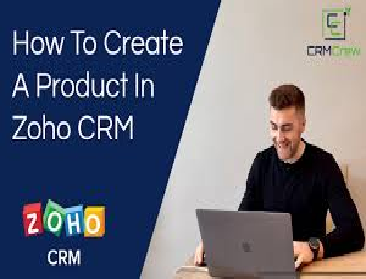 How To Create
A Product In
Zoho CRM
CRMCrew
ZOHO
CRM